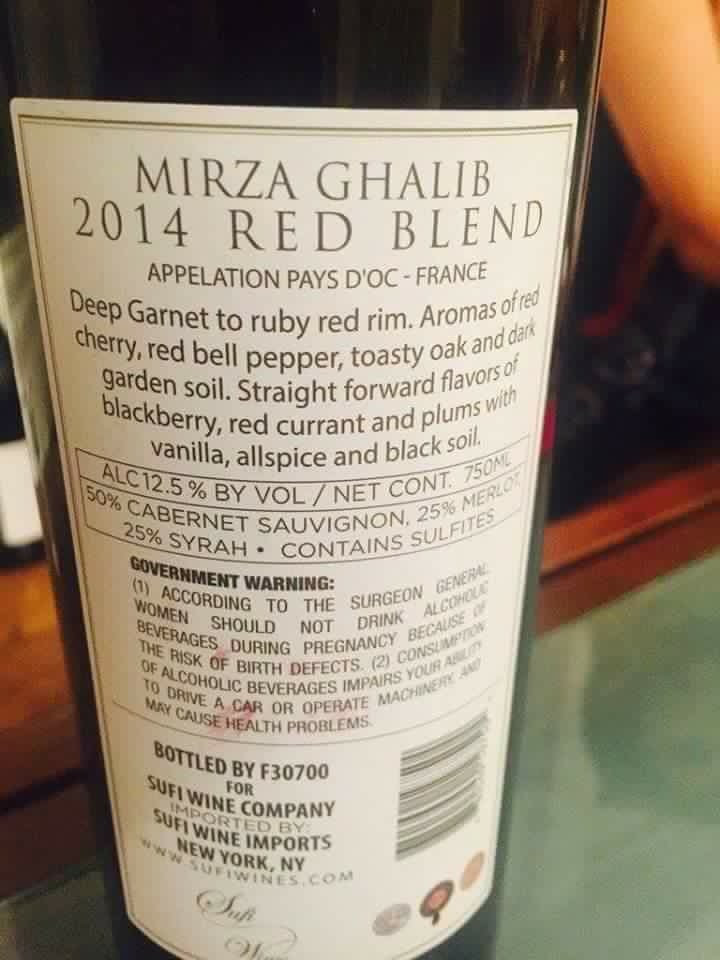 MIRZA GHALIB
2014 RED BLEND
APPELATION PAYS D'OC - FRANCE
Deep Garnet to ruby red rim. Aromas of red
cherry, red bell pepper, toasty oak and dark
garden soil. Straight forward flavors of
blackberry, red currant and plums with
vanilla, allspice and black soil.
ALC 12.5 % BY VOL / NET CONT. 750ML
50% CABERNET SAUVIGNON, 25% MERLOT,
25% SYRAH • CONTAINS SULFITES
GOVERNMENT WARNING:
(1) ACCORDING TO THE SURGEON GENERAL
WOMEN SHOULD NOT DRINK ALCOHOLIC
BEVERAGES DURING PREGNANCY BECAUSE OF
THE RISK OF BIRTH DEFECTS. (2) CONSUMPTION
OF ALCOHOLIC BEVERAGES IMPAIRS YOUR ABILITY
TO DRIVE A CAR OR OPERATE MACHINERY, AND
MAY CAUSE HEALTH PROBLEMS.
BOTTLED BY F30700
FOR
SUFI WINE COMPANY
IMPORTED BY:
SUFI WINE IMPORTS
NEW YORK, NY
WWW.SUFIWINES.COM
Sufi